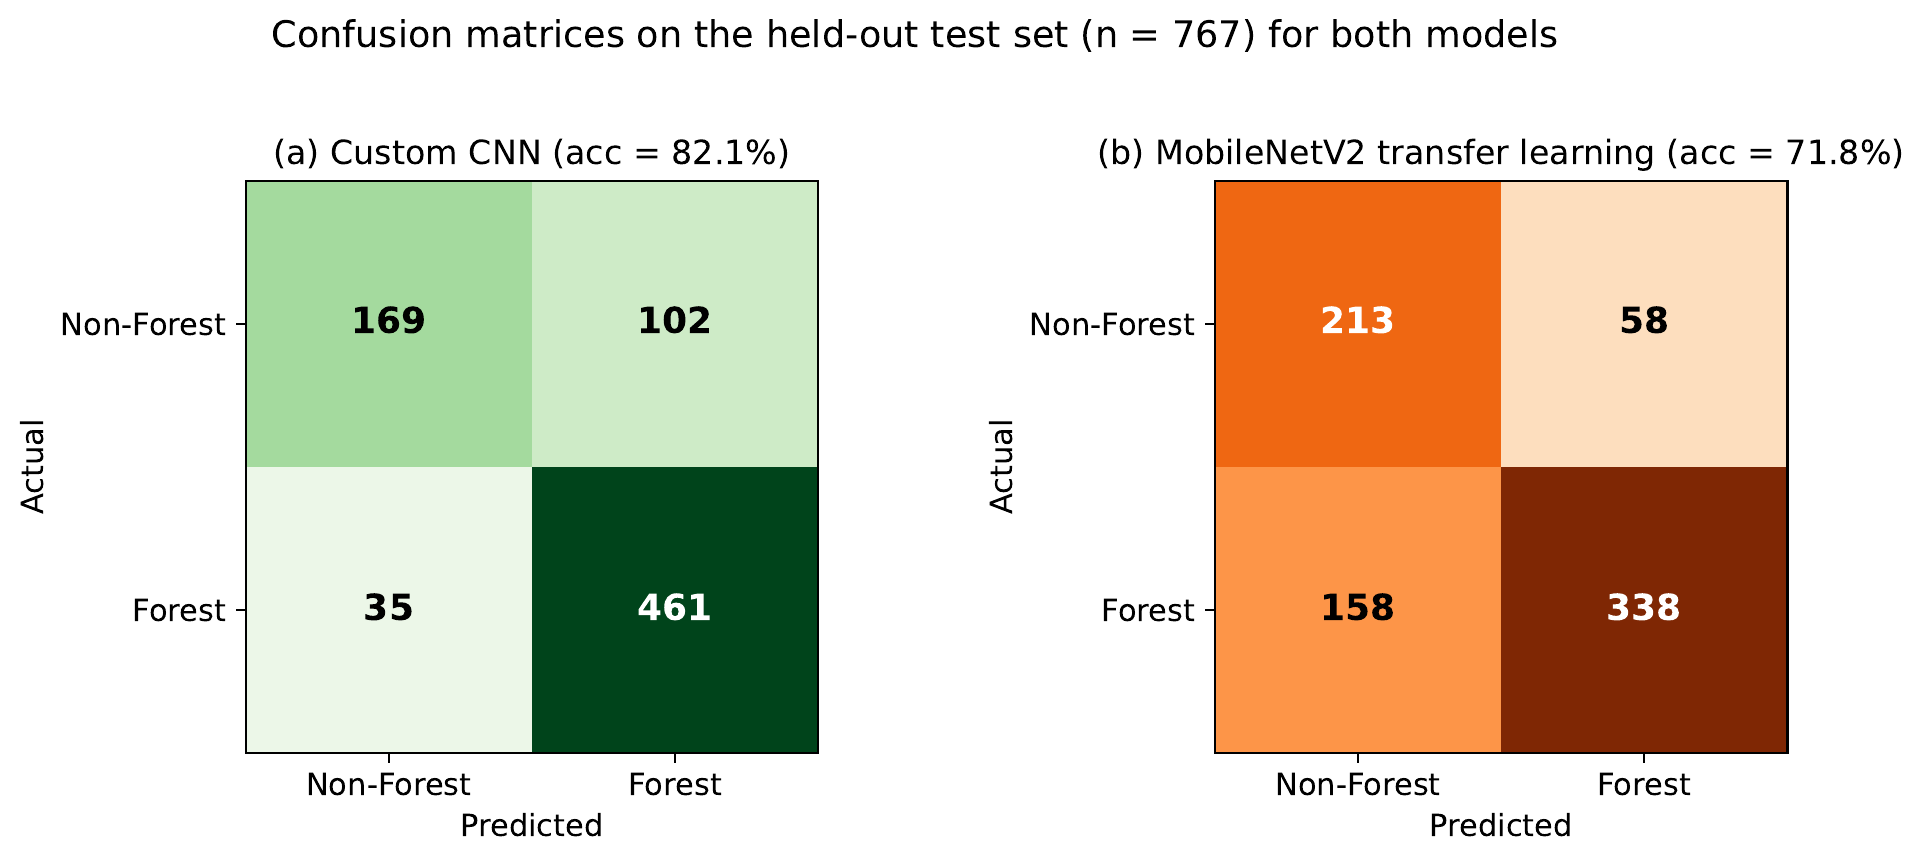 Confusion matrices on the held-out test set (n = 767) for both models
(a) Custom CNN (acc = 82.1%)
Non-Forest
169
102
Actual
Forest
35
461
Non-Forest
Forest
Predicted
(b) MobileNetV2 transfer learning (acc = 71.8%)
Non-Forest
213
58
Actual
Forest
158
338
Non-Forest
Forest
Predicted